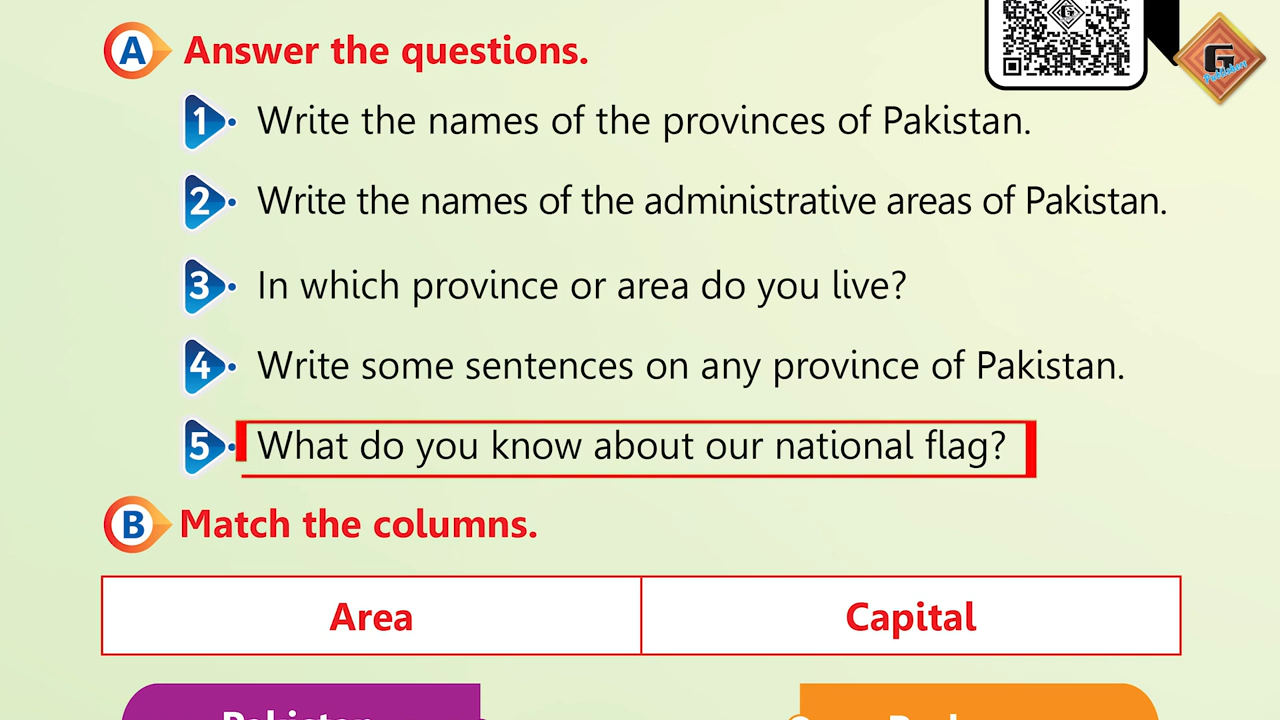 A Answer the questions.
G
Publishers
1 Write the names of the provinces of Pakistan.
2 Write the names of the administrative areas of Pakistan.
3 In which province or area do you live?
4 Write some sentences on any province of Pakistan.
5 What do you know about our national flag?
B Match the columns.
Area Capital
Pakistan